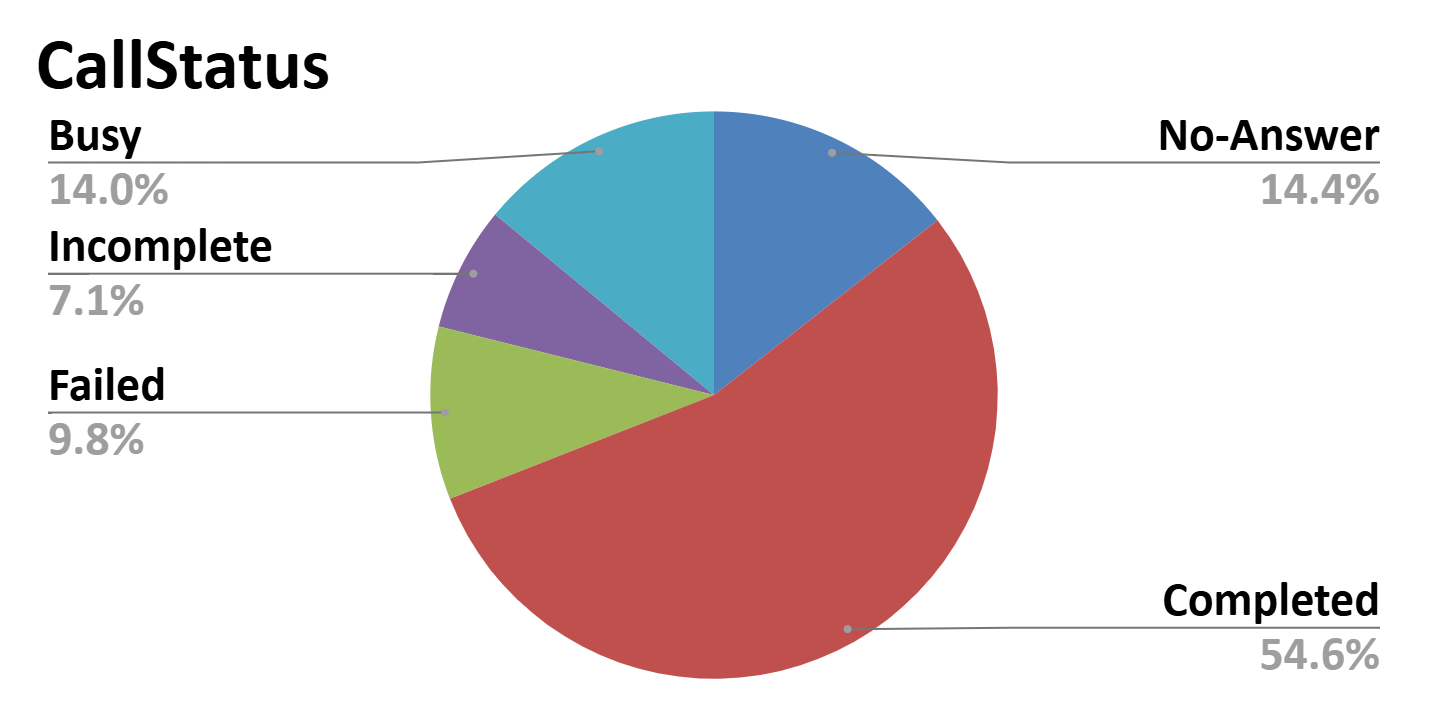 CallStatus
Busy
14.0%
Incomplete
7.1%
Failed
9.8%
No-Answer
14.4%
Completed
54.6%